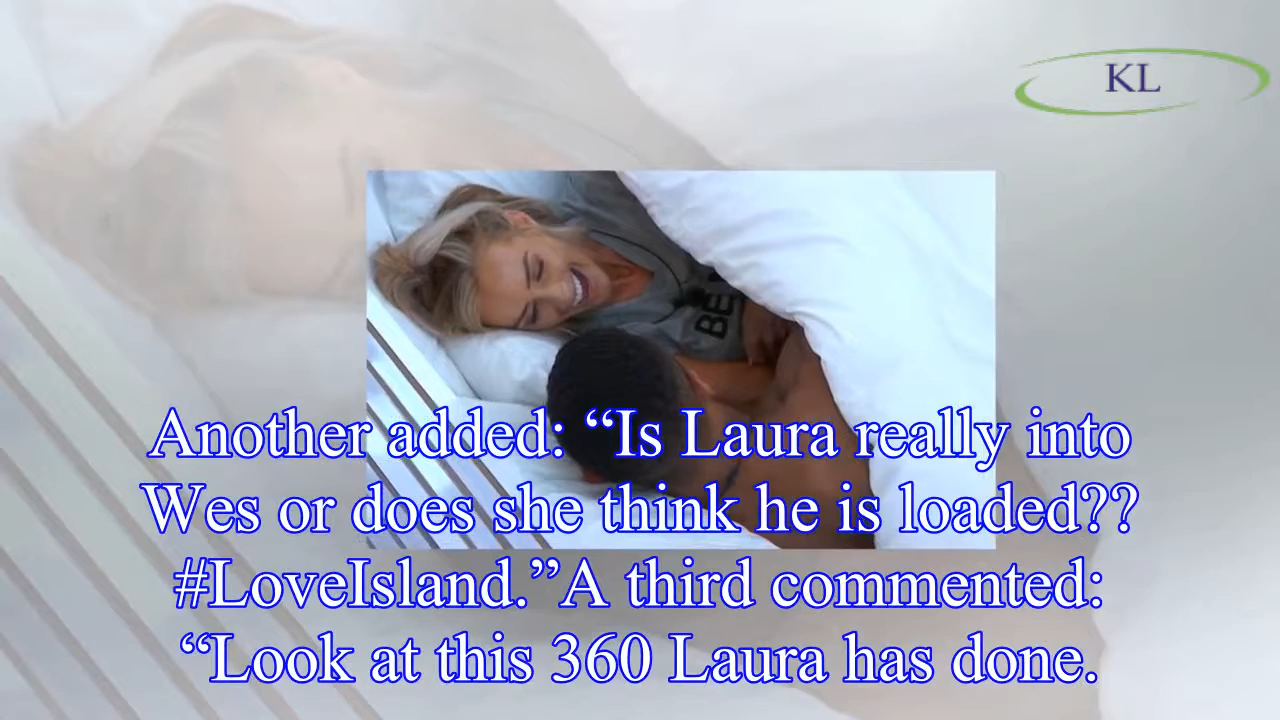 KL
BE
Another added: “Is Laura really into
Wes or does she think he is loaded??
#LoveIsland.”A third commented:
“Look at this 360 Laura has done.